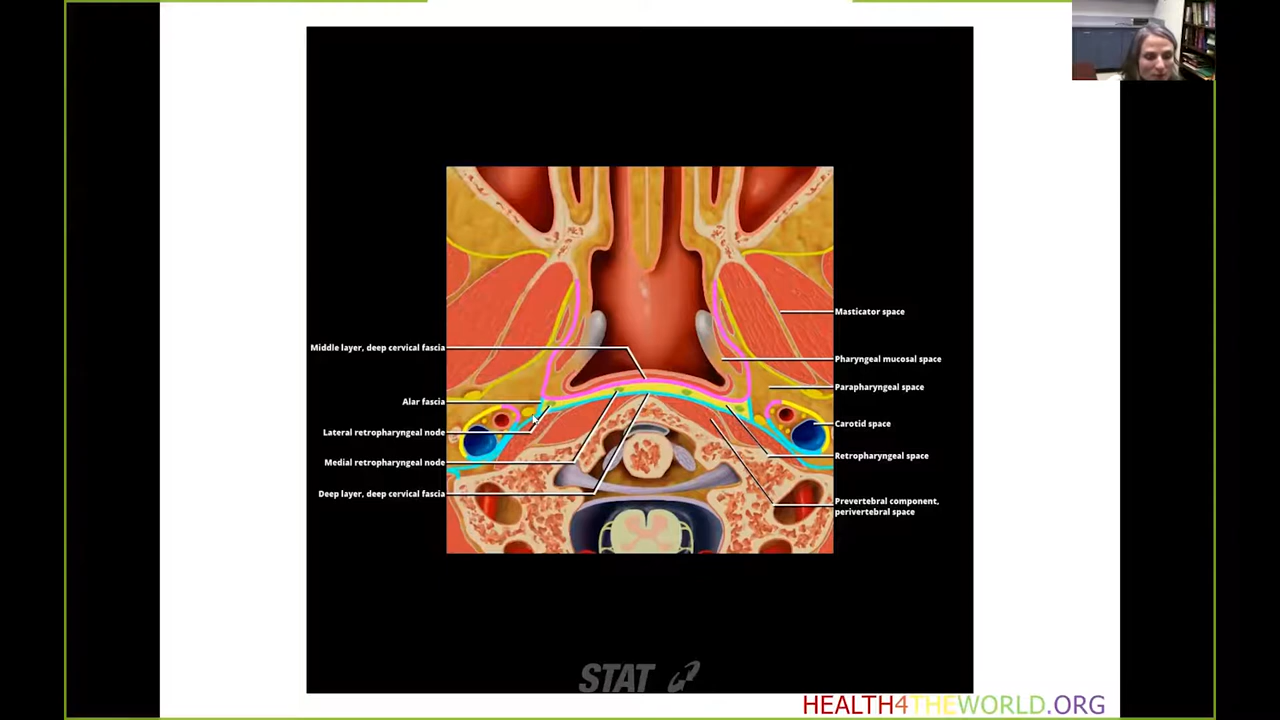 Middle layer, deep cervical fascia
Alar fascia
Lateral retropharyngeal node
Medial retropharyngeal node
Deep layer, deep cervical fascia
Masticator space
Pharyngeal mucosal space
Parapharyngeal space
Carotid space
Retropharyngeal space
Prevertebral component,
perivertebral space
STAT
HEALTH4THEWORLD.ORG